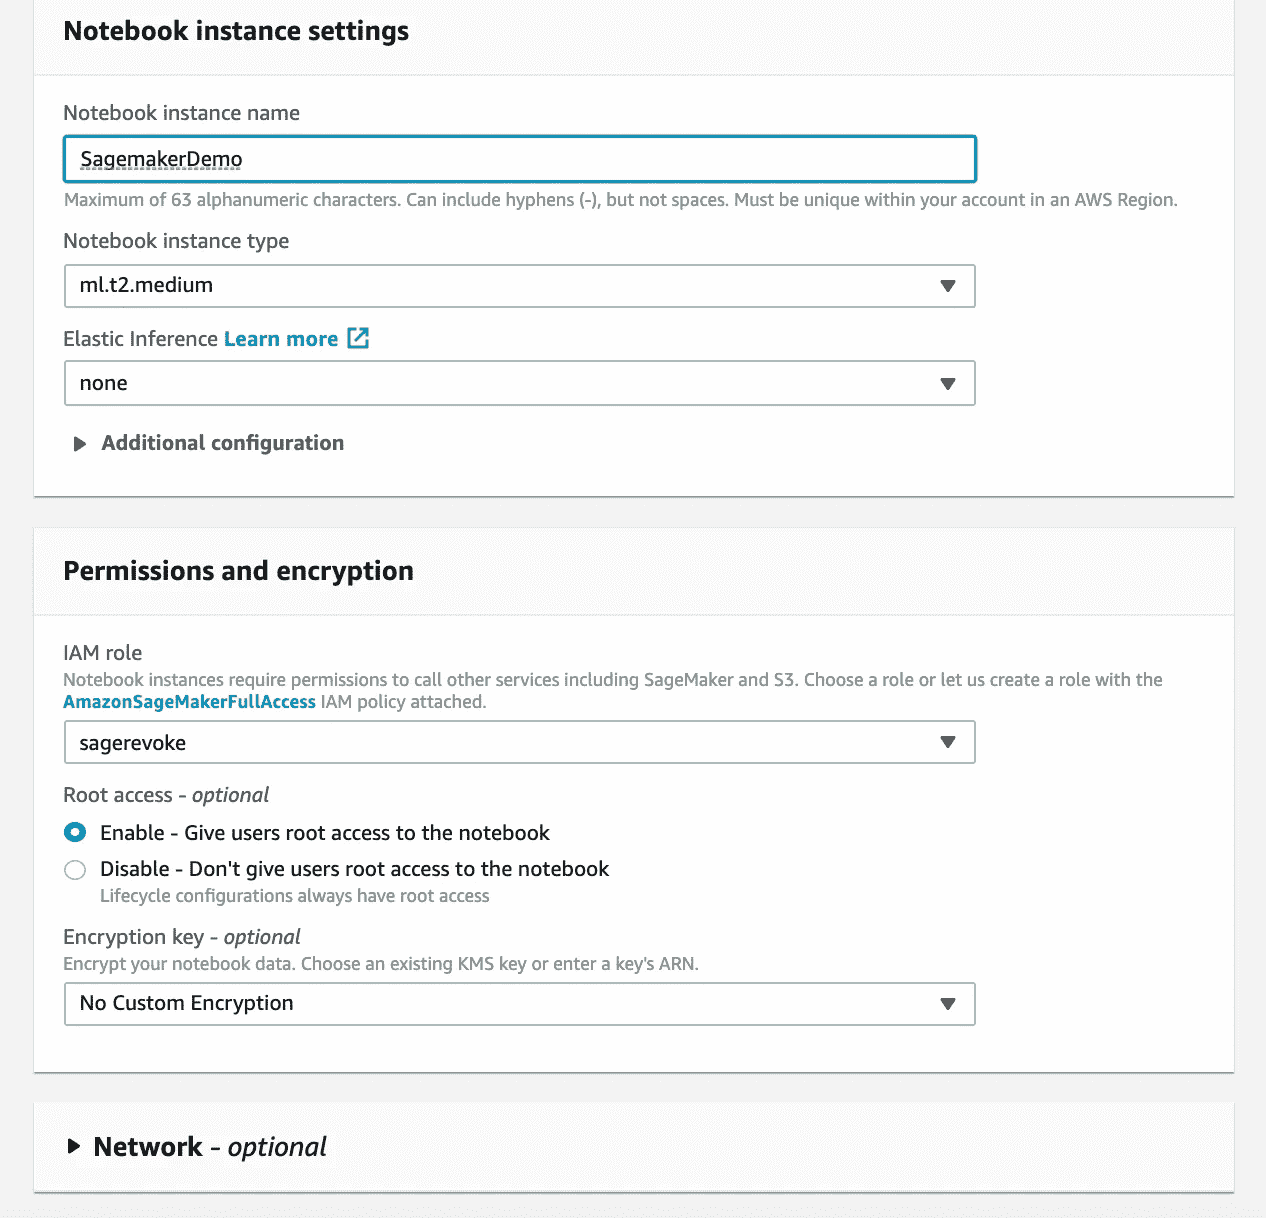 Notebook instance settings
Notebook instance name
SagemakerDemo
Maximum of 63 alphanumeric characters. Can include hyphens (-), but not spaces. Must be unique within your account in an AWS Region.
Notebook instance type
ml.t2.medium
Elastic Inference Learn more
none
Additional configuration
Permissions and encryption
IAM role
Notebook instances require permissions to call other services including SageMaker and S3. Choose a role or let us create a role with the
AmazonSageMakerFullAccess IAM policy attached.
sagerevoke
Root access - optional
Enable - Give users root access to the notebook
Disable - Don't give users root access to the notebook
Lifecycle configurations always have root access
Encryption key - optional
Encrypt your notebook data. Choose an existing KMS key or enter a key's ARN.
No Custom Encryption
Network - optional